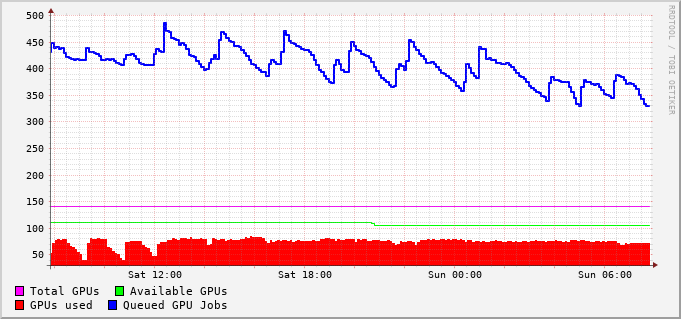 500
450
400
350
300
250
200
150
100
50
Sat 12:00 Sat 18:00 Sun 00:00 Sun 06:00
Total GPUs Available GPUs
GPUs used Queued GPU Jobs
RRDTOOL / TOBI OETIKER